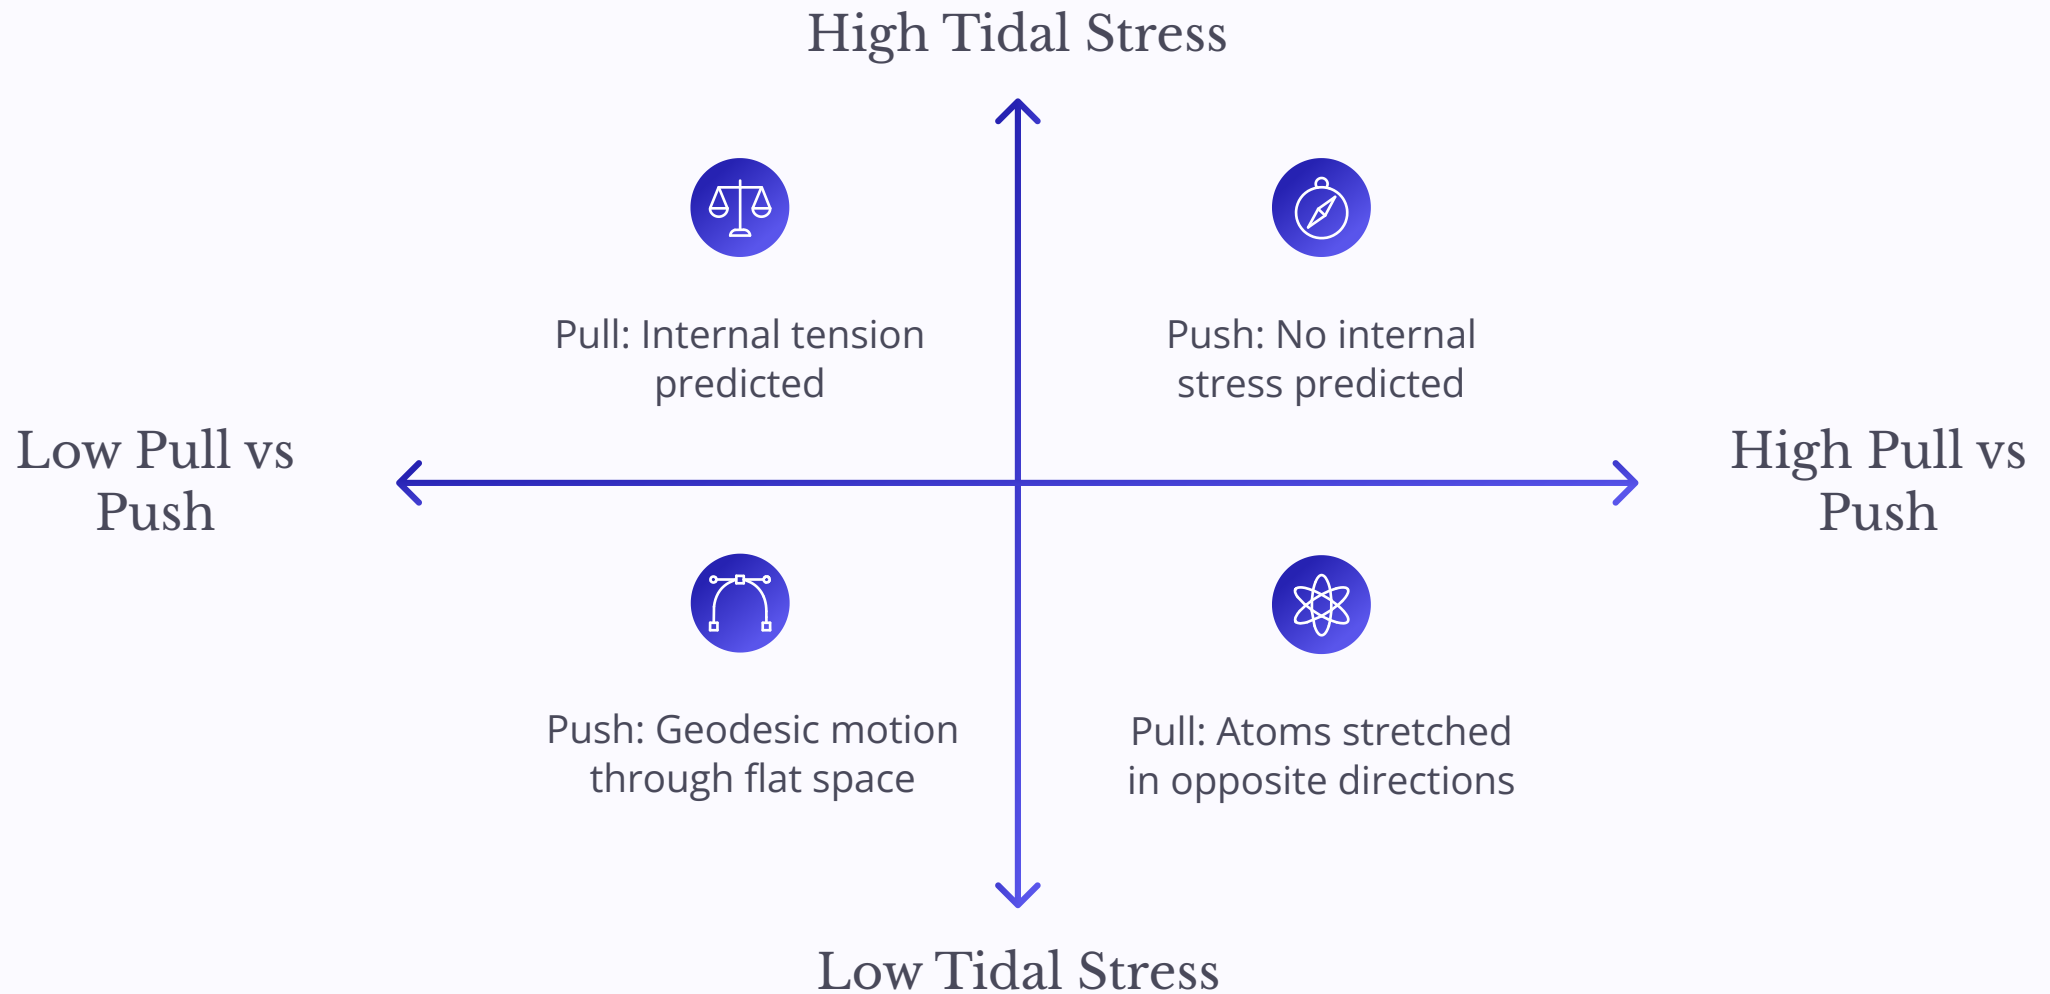 High Tidal Stress
Pull: Internal tension
predicted
Push: No internal
stress predicted
Low Pull vs
Push
High Pull vs
Push
Push: Geodesic motion
through flat space
Pull: Atoms stretched
in opposite directions
Low Tidal Stress